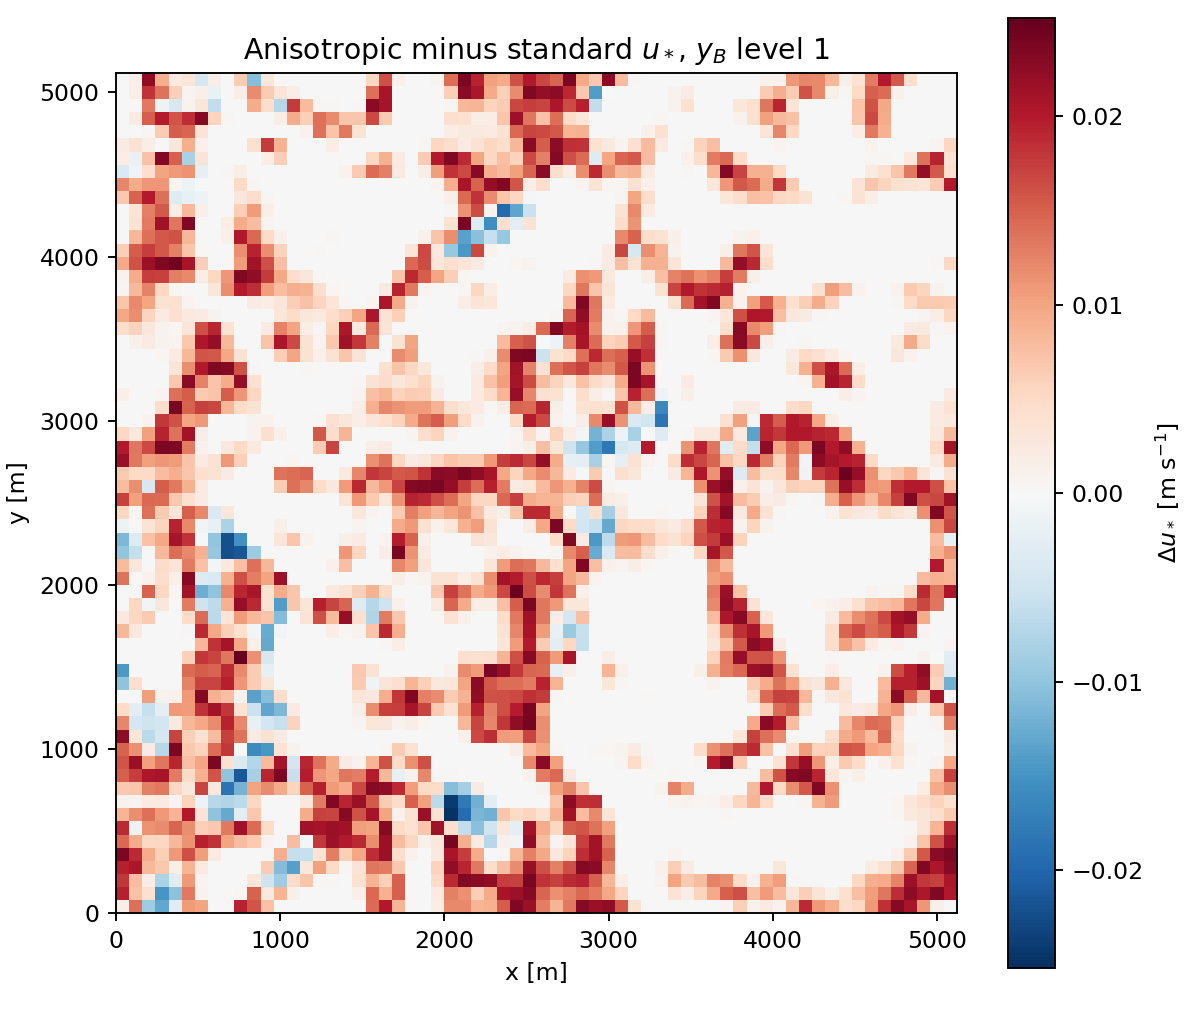 Anisotropic minus standard u*, yB level 1
5000
4000
3000
2000
1000
0
y [m]
0 1000 2000 3000 4000 5000
x [m]
0.02
0.01
0.00
−0.01
−0.02
Δu* [m s⁻¹]